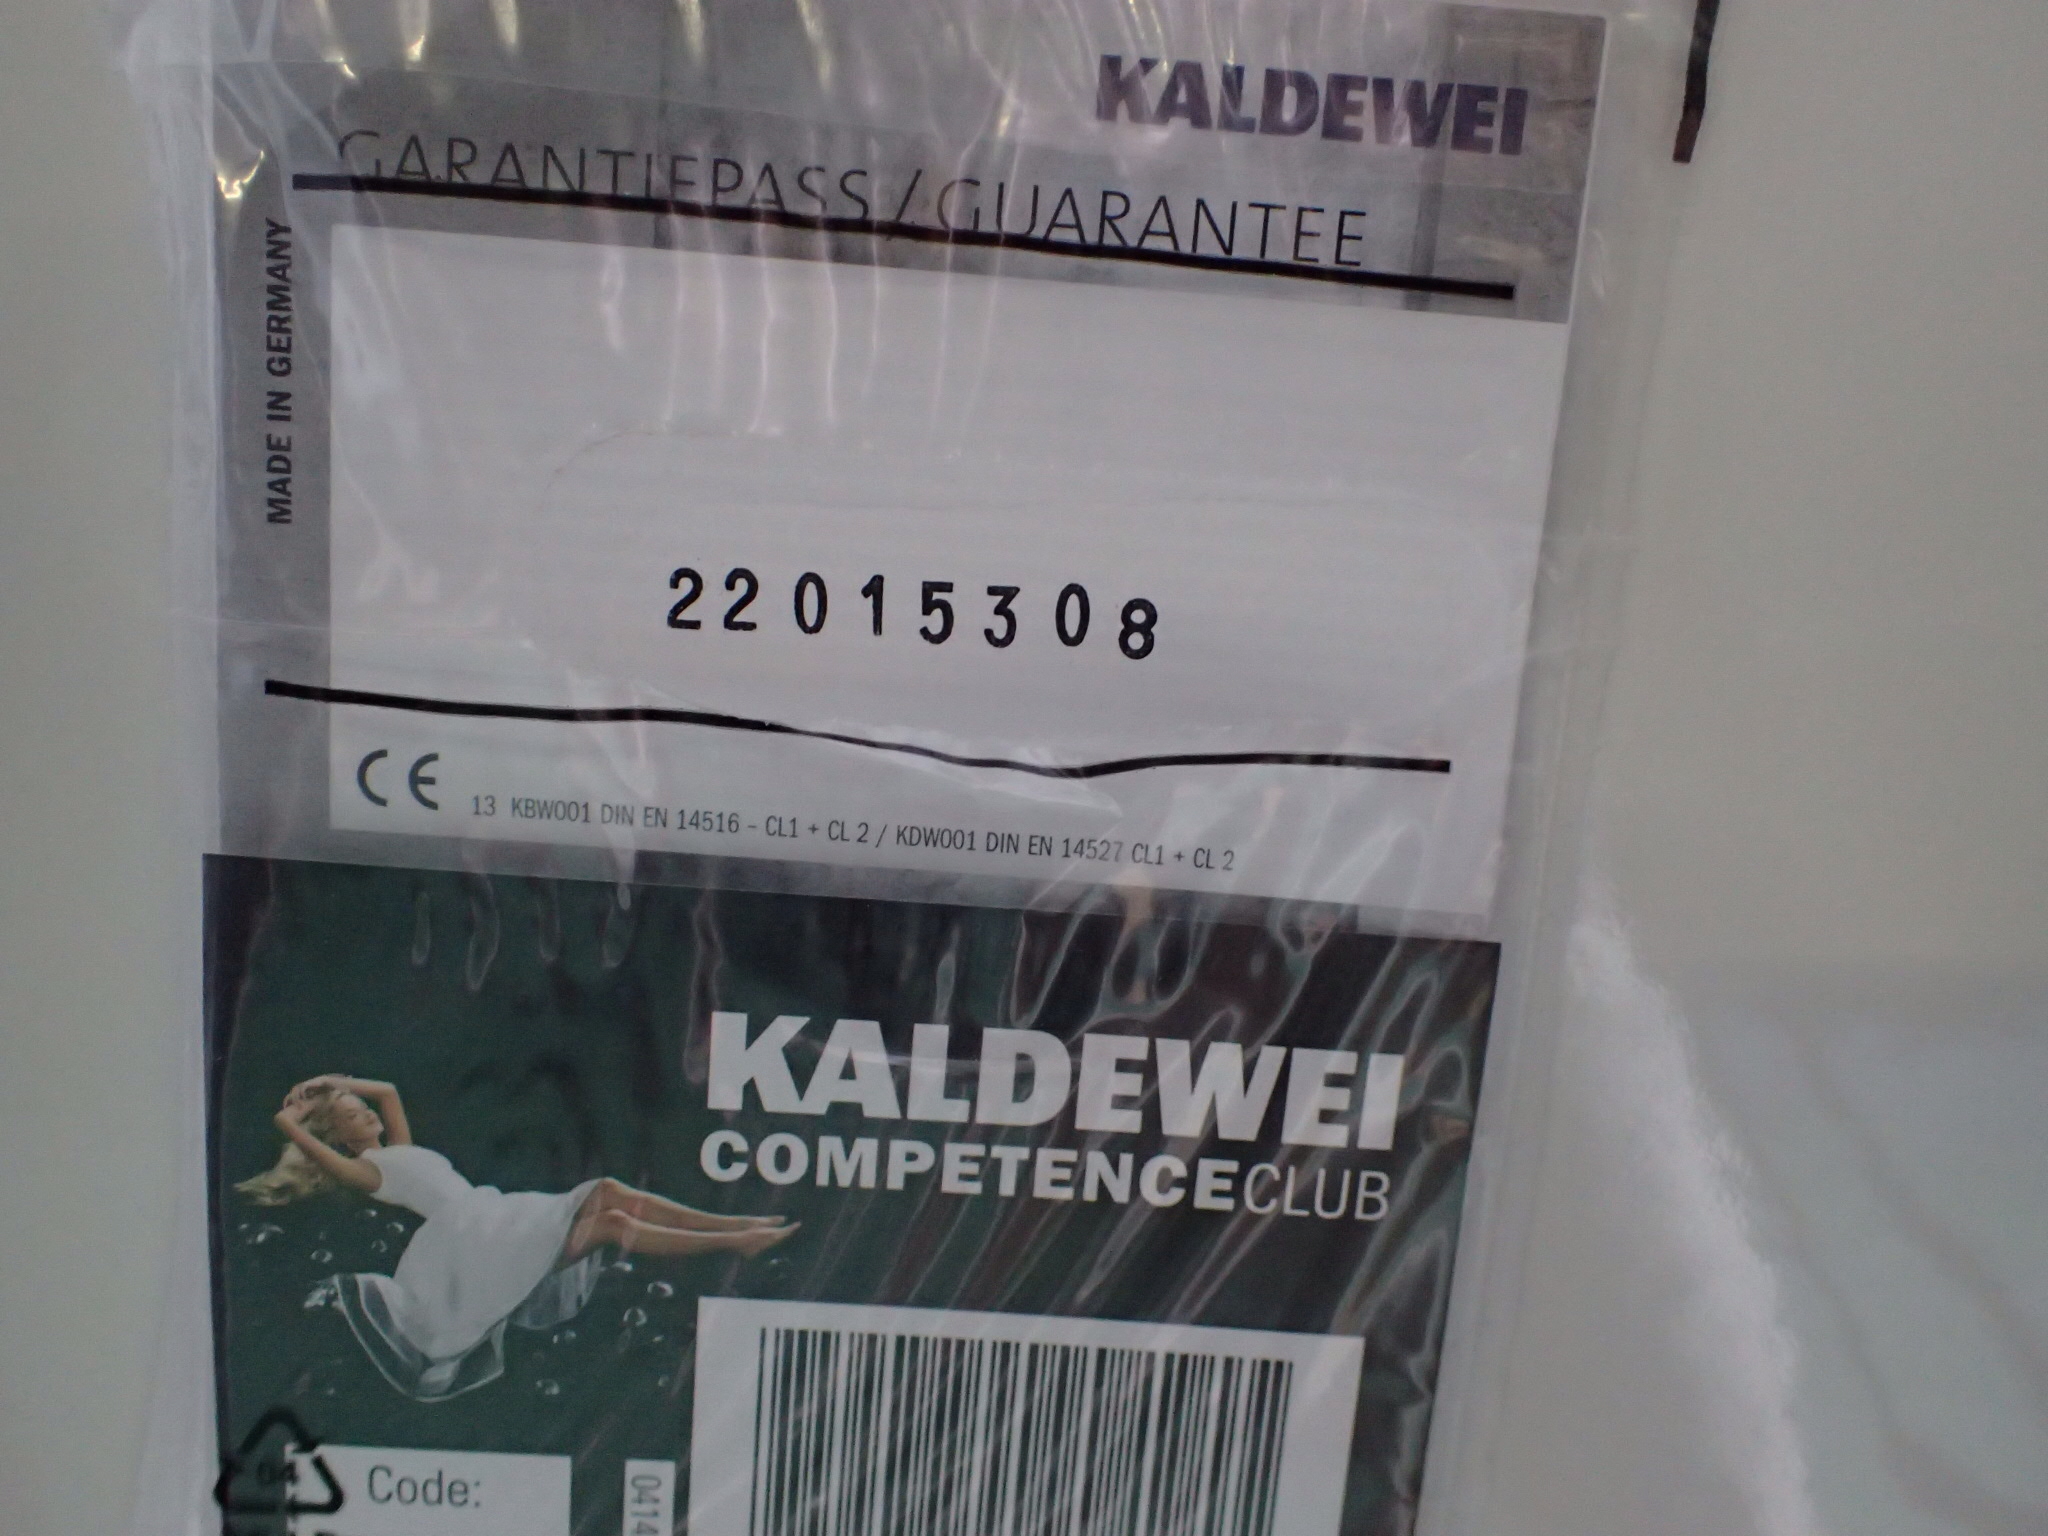 KALDEWEI
GARANTIEPASS / GUARANTEE
MADE IN GERMANY
22015308
CE
13 KBW001 DIN EN 14516 – CL1 + CL 2 / KDW001 DIN EN 14527 CL1 + CL 2
KALDEWEI
COMPETENCECLUB
04
Code:
0414